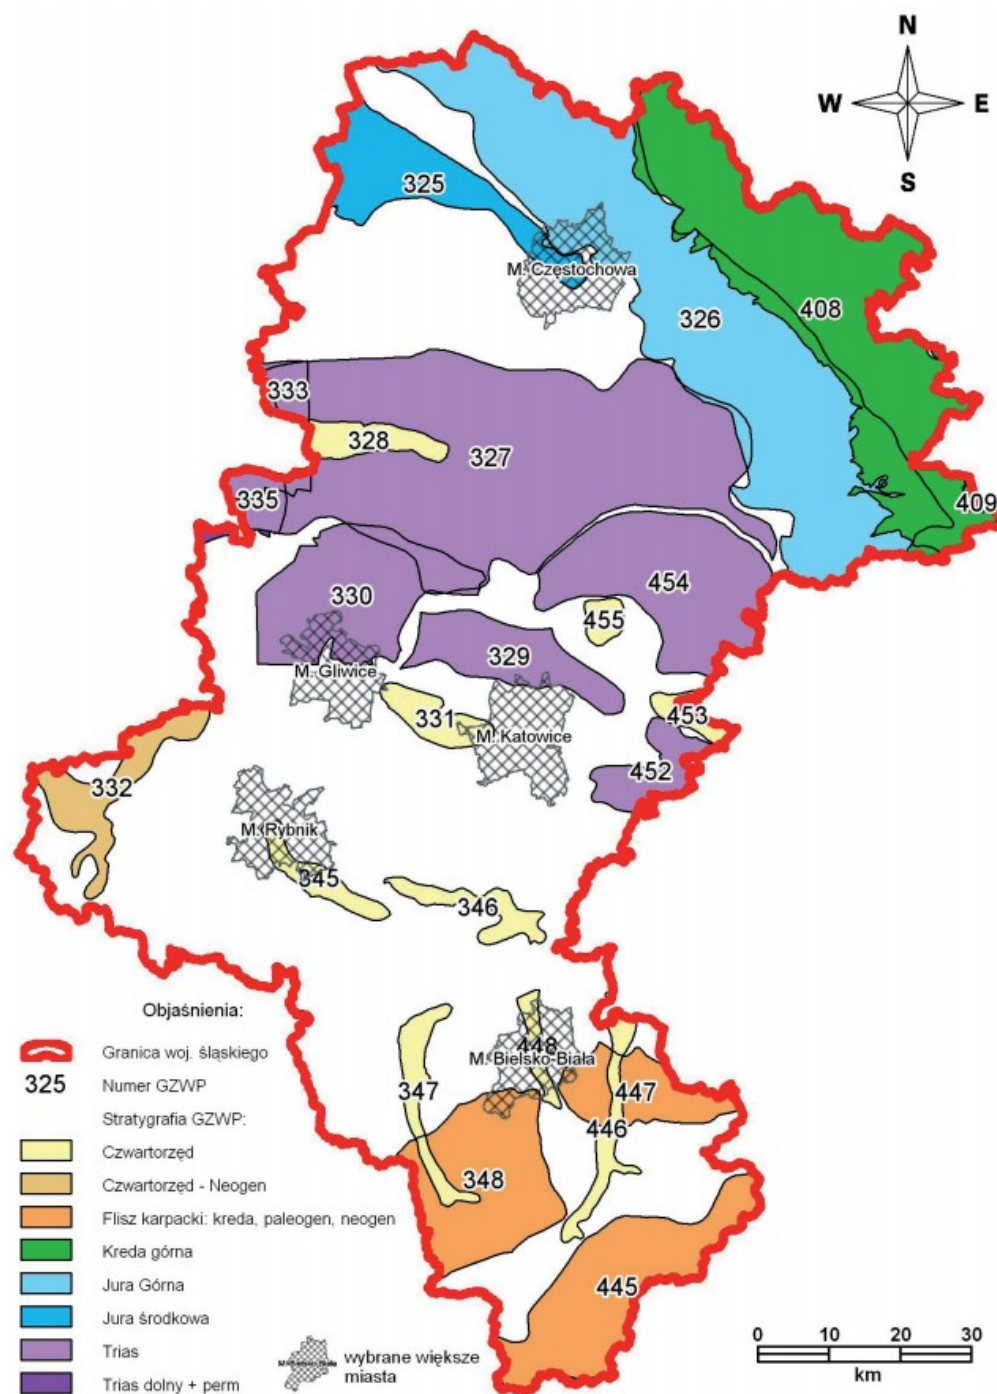 N
W E
S
325
M. Częstochowa
326
408
333
328
327
335
409
330
454
455
M. Gliwice
329
331
M. Katowice
453
452
332
M. Rybnik
345
346
448
M. Bielsko-Biała
347
447
446
348
445
Objaśnienia:
Granica woj. śląskiego
325 Numer GZWP
Stratygrafia GZWP:
Czwartorzęd
Czwartorzęd - Neogen
Flisz karpacki: kreda, paleogen, neogen
Kreda górna
Jura Górna
Jura środkowa
Trias
Trias dolny + perm
M. Bielsko-Biała
wybrane większe
miasta
0 10 20 30
km